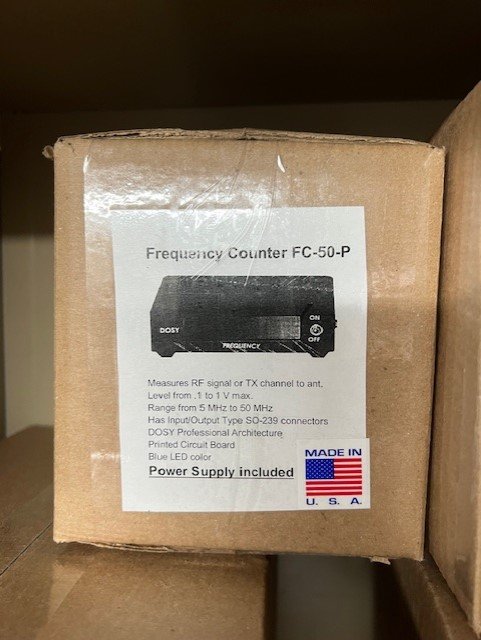 Frequency Counter FC-50-P
DOSY
FREQUENCY
ON
OFF
Measures RF signal or TX channel to ant.
Level from .1 to 1 V max.
Range from 5 MHz to 50 MHz
Has Input/Output Type SO-239 connectors
DOSY Professional Architecture
Printed Circuit Board
Blue LED color
Power Supply included
MADE IN
U. S. A.